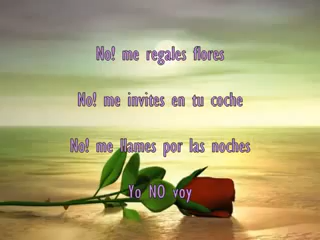 No! me regales flores
No! me invites en tu coche
No! me llames por las noches
Yo NO voy